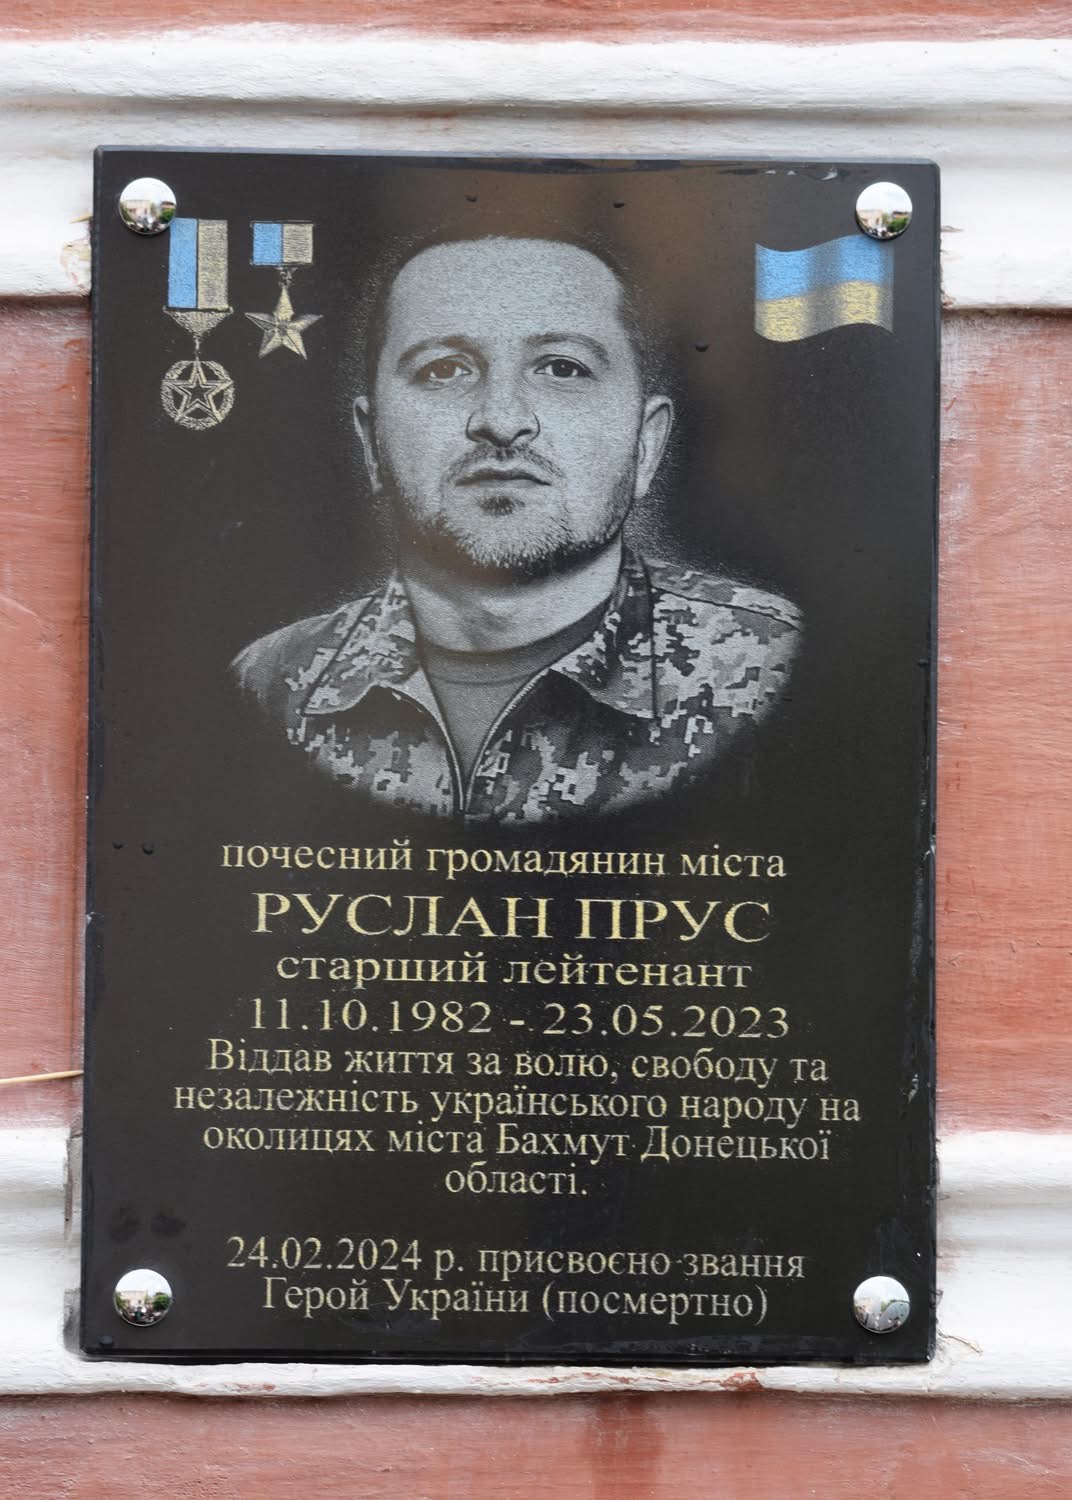 почесний громадянин міста
РУСЛАН ПРУС
старший лейтенант
11.10.1982 - 23.05.2023
Віддав життя за волю, свободу та
незалежність українського народу на
околицях міста Бахмут Донецької
області.
24.02.2024 р. присвоєно звання
Герой України (посмертно)